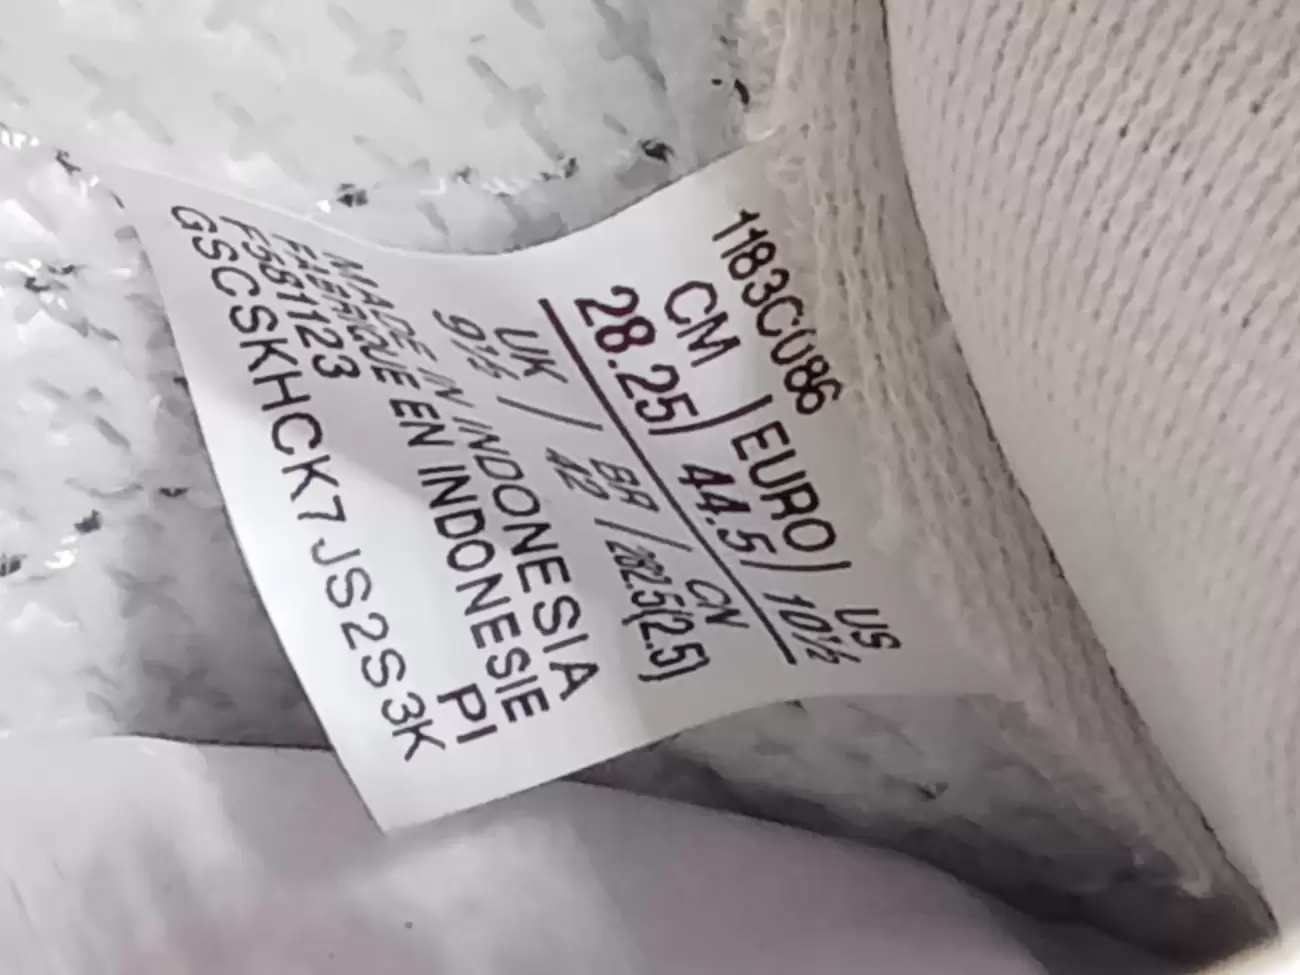 1183C086
CM | EURO | US
28.25 | 44.5 | 10½
UK / BR / CN
9½ / 42 / 282.5(2.5)
MADE IN INDONESIA
FABRIQUE EN INDONESIE
F581123 PI
GSCSKHCK7JS2S3K